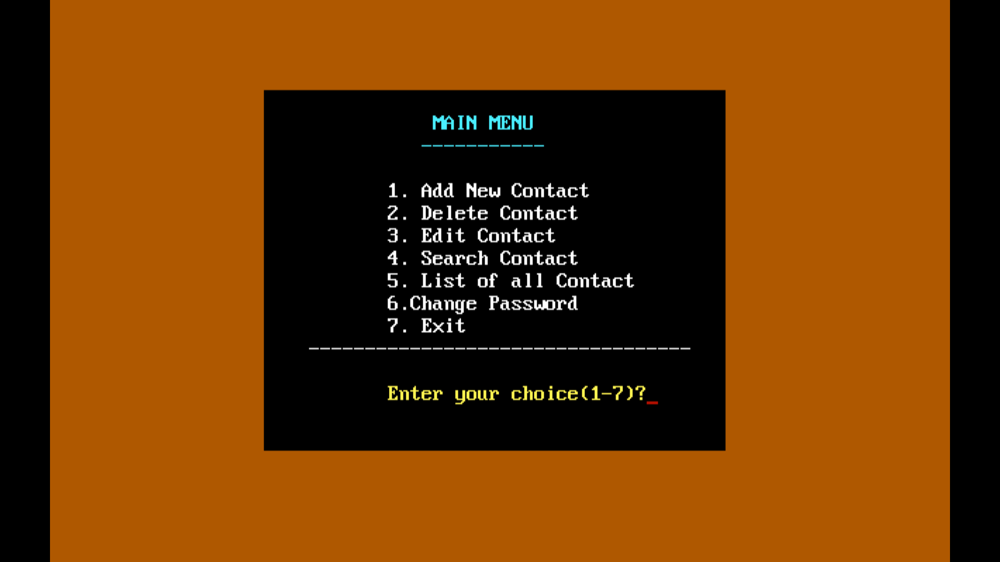 MAIN MENU
-----------
1. Add New Contact
2. Delete Contact
3. Edit Contact
4. Search Contact
5. List of all Contact
6.Change Password
7. Exit
----------------------------------
Enter your choice(1-7)?_